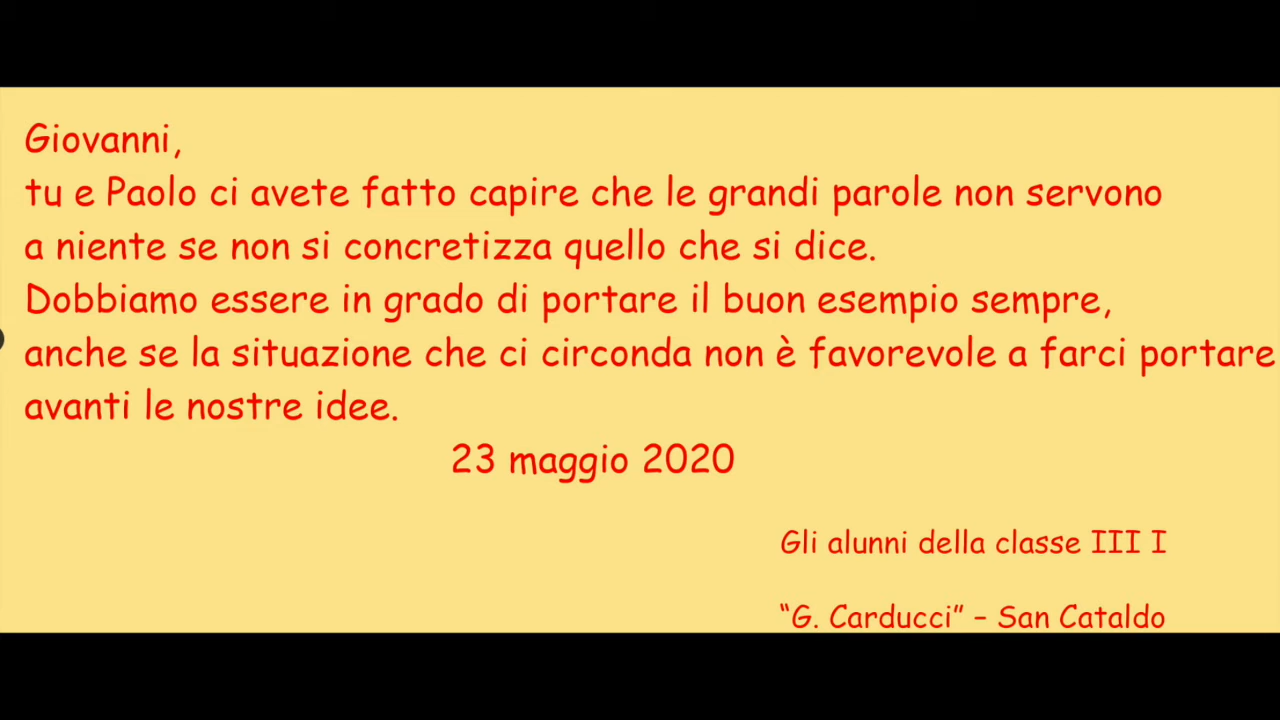 Giovanni,
tu e Paolo ci avete fatto capire che le grandi parole non servono
a niente se non si concretizza quello che si dice.
Dobbiamo essere in grado di portare il buon esempio sempre,
anche se la situazione che ci circonda non è favorevole a farci portare
avanti le nostre idee.
23 maggio 2020
Gli alunni della classe III I
“G. Carducci” – San Cataldo